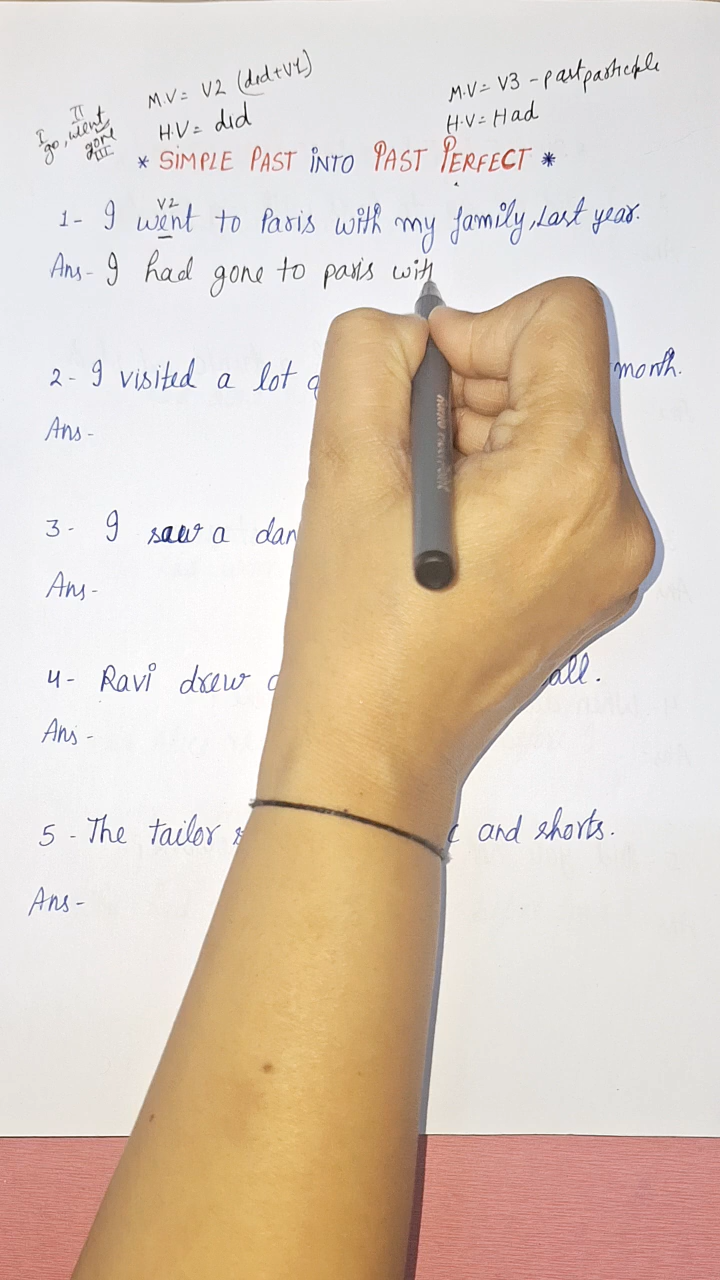 M.V = V2 (did+V1)
H.V = did
M.V = V3 - past participle
H.V = Had
I II
go, went
gone
III
* SIMPLE PAST INTO PAST PERFECT *
V2
1- I went to Paris with my family, Last year.
Ans- I had gone to paris with
2- I visited a lot month.
Ans-
3- I saw a dan
Ans-
4- Ravi drew all.
Ans-
5- The tailor and shorts.
Ans-